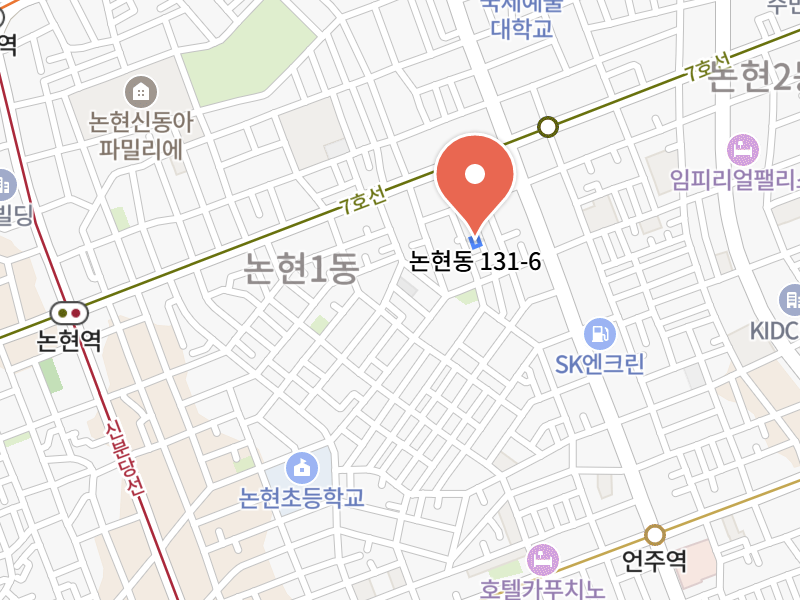 국제예술
대학교
역
7호선
논현2동
논현신동아
파밀리에
임피리얼팰리스
빌딩
7호선
논현1동
논현동 131-6
논현역
KIDC
SK엔크린
신분당선
논현초등학교
언주역
호텔카푸치노